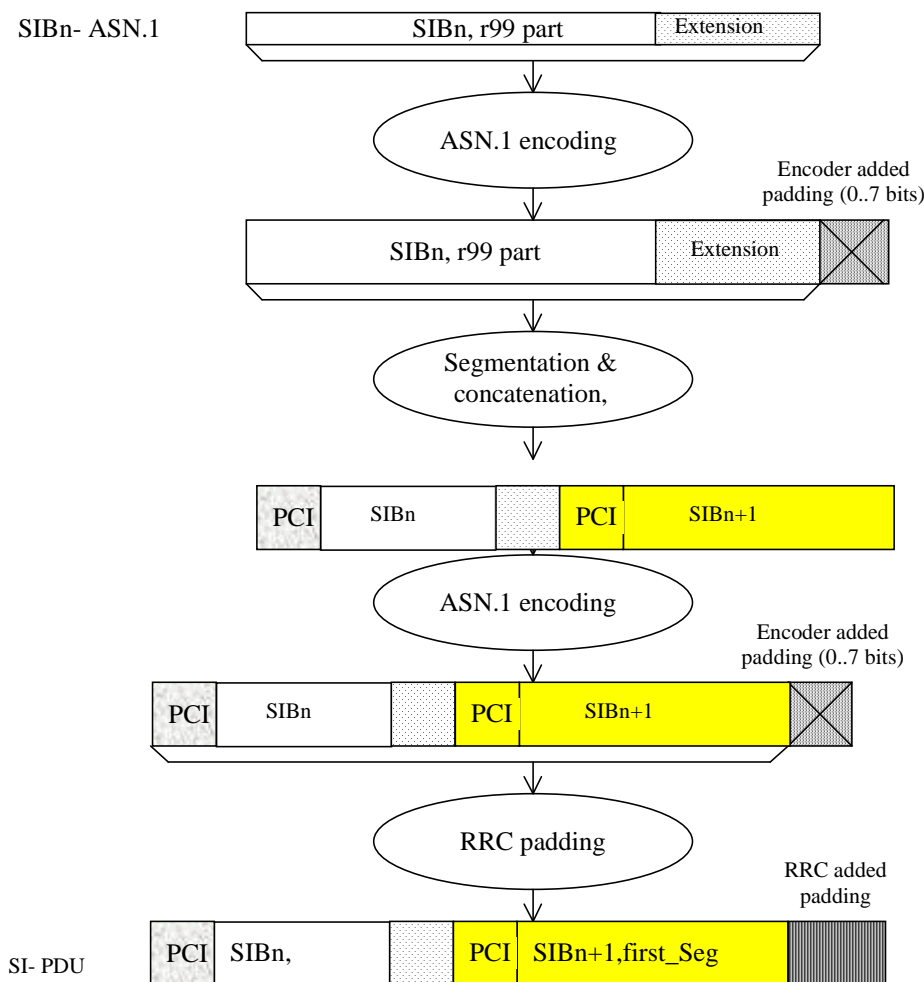 SIBn- ASN.1
SIBn, r99 part
Extension
ASN.1 encoding
Encoder added
padding (0..7 bits)
SIBn, r99 part
Extension
Segmentation &
concatenation,
PCI
SIBn
PCI
SIBn+1
ASN.1 encoding
Encoder added
padding (0..7 bits)
PCI
SIBn
PCI
SIBn+1
RRC padding
RRC added
padding
SI- PDU
PCI
SIBn,
PCI
SIBn+1,first_Seg